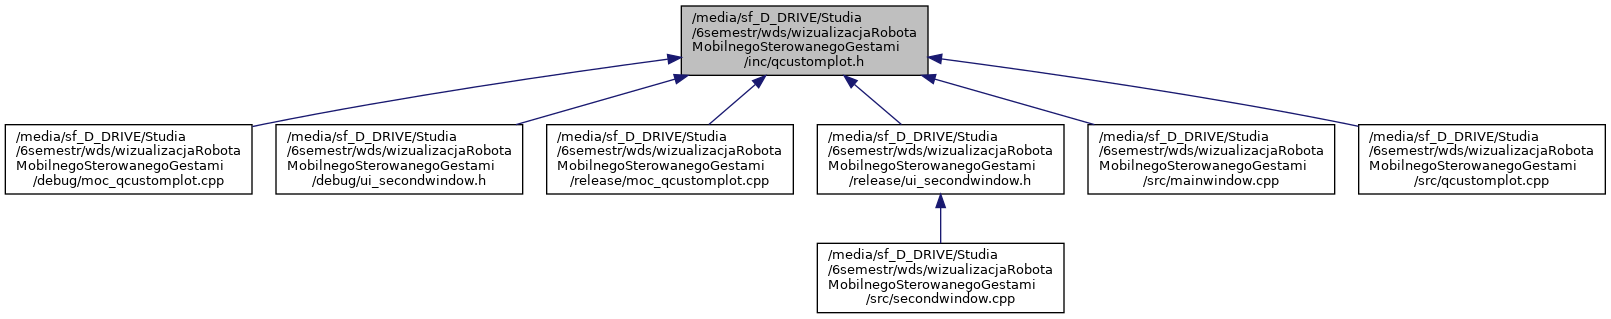 /media/sf_D_DRIVE/Studia
/6semestr/wds/wizualizacjaRobota
MobilnegoSterowanegoGestami
/inc/qcustomplot.h
/media/sf_D_DRIVE/Studia
/6semestr/wds/wizualizacjaRobota
MobilnegoSterowanegoGestami
/debug/moc_qcustomplot.cpp
/media/sf_D_DRIVE/Studia
/6semestr/wds/wizualizacjaRobota
MobilnegoSterowanegoGestami
/debug/ui_secondwindow.h
/media/sf_D_DRIVE/Studia
/6semestr/wds/wizualizacjaRobota
MobilnegoSterowanegoGestami
/release/moc_qcustomplot.cpp
/media/sf_D_DRIVE/Studia
/6semestr/wds/wizualizacjaRobota
MobilnegoSterowanegoGestami
/release/ui_secondwindow.h
/media/sf_D_DRIVE/Studia
/6semestr/wds/wizualizacjaRobota
MobilnegoSterowanegoGestami
/src/mainwindow.cpp
/media/sf_D_DRIVE/Studia
/6semestr/wds/wizualizacjaRobota
MobilnegoSterowanegoGestami
/src/qcustomplot.cpp
/media/sf_D_DRIVE/Studia
/6semestr/wds/wizualizacjaRobota
MobilnegoSterowanegoGestami
/src/secondwindow.cpp